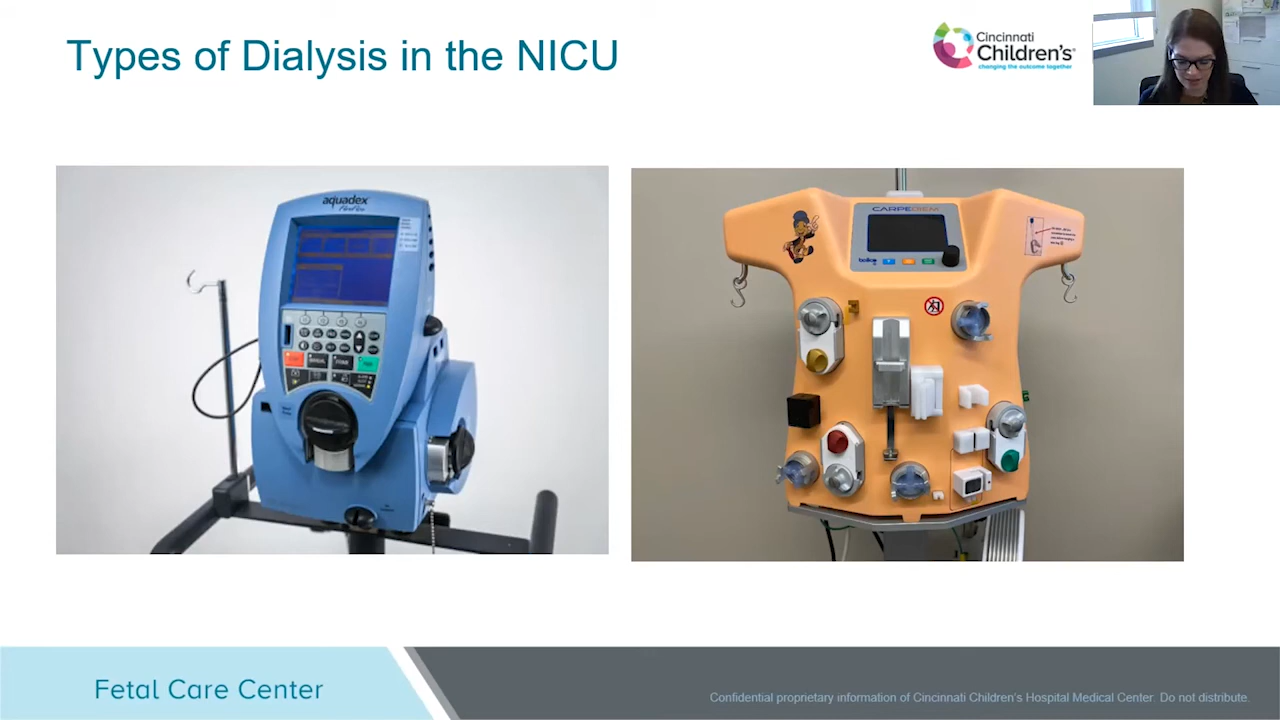 Types of Dialysis in the NICU
Cincinnati
Children's
changing the outcome together
aquadex
FlexFlow
CARPEDIEM
bellco
Fetal Care Center
Confidential proprietary information of Cincinnati Children's Hospital Medical Center. Do not distribute.